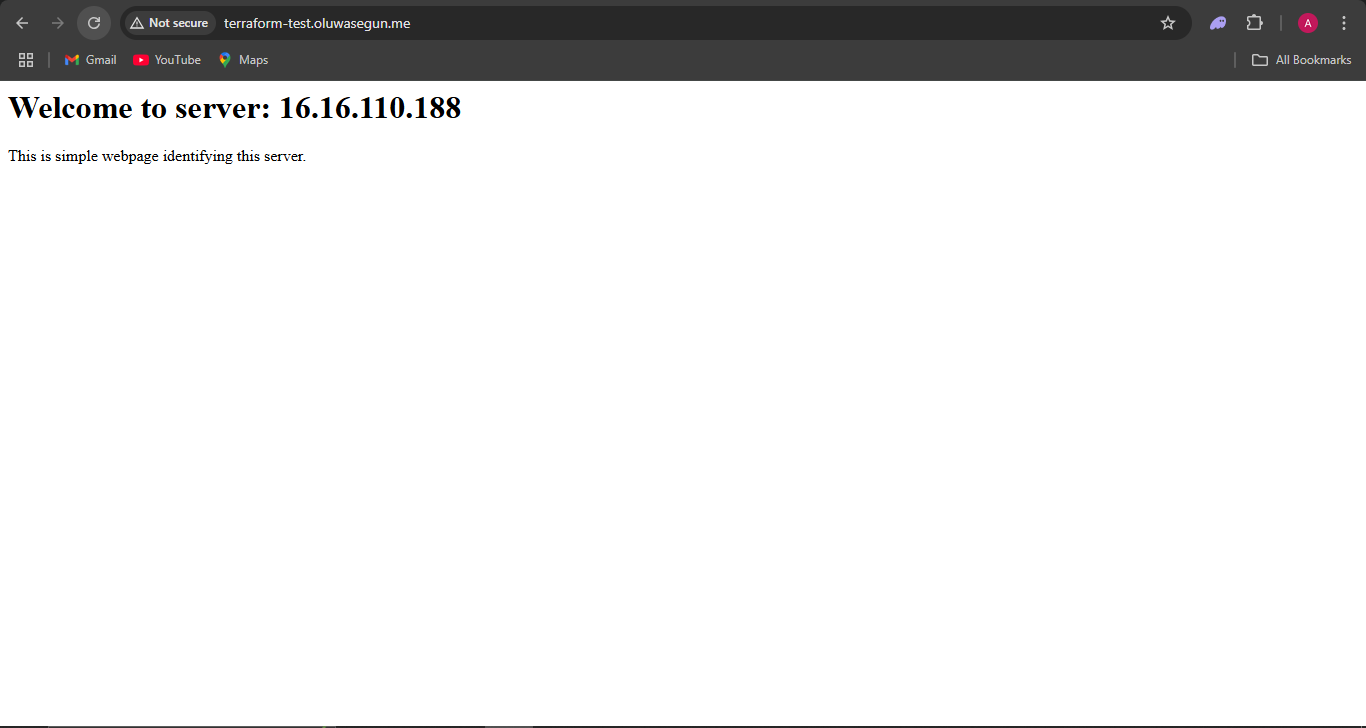 Not secure terraform-test.oluwasegun.me
A
Gmail YouTube Maps All Bookmarks
Welcome to server: 16.16.110.188
This is simple webpage identifying this server.